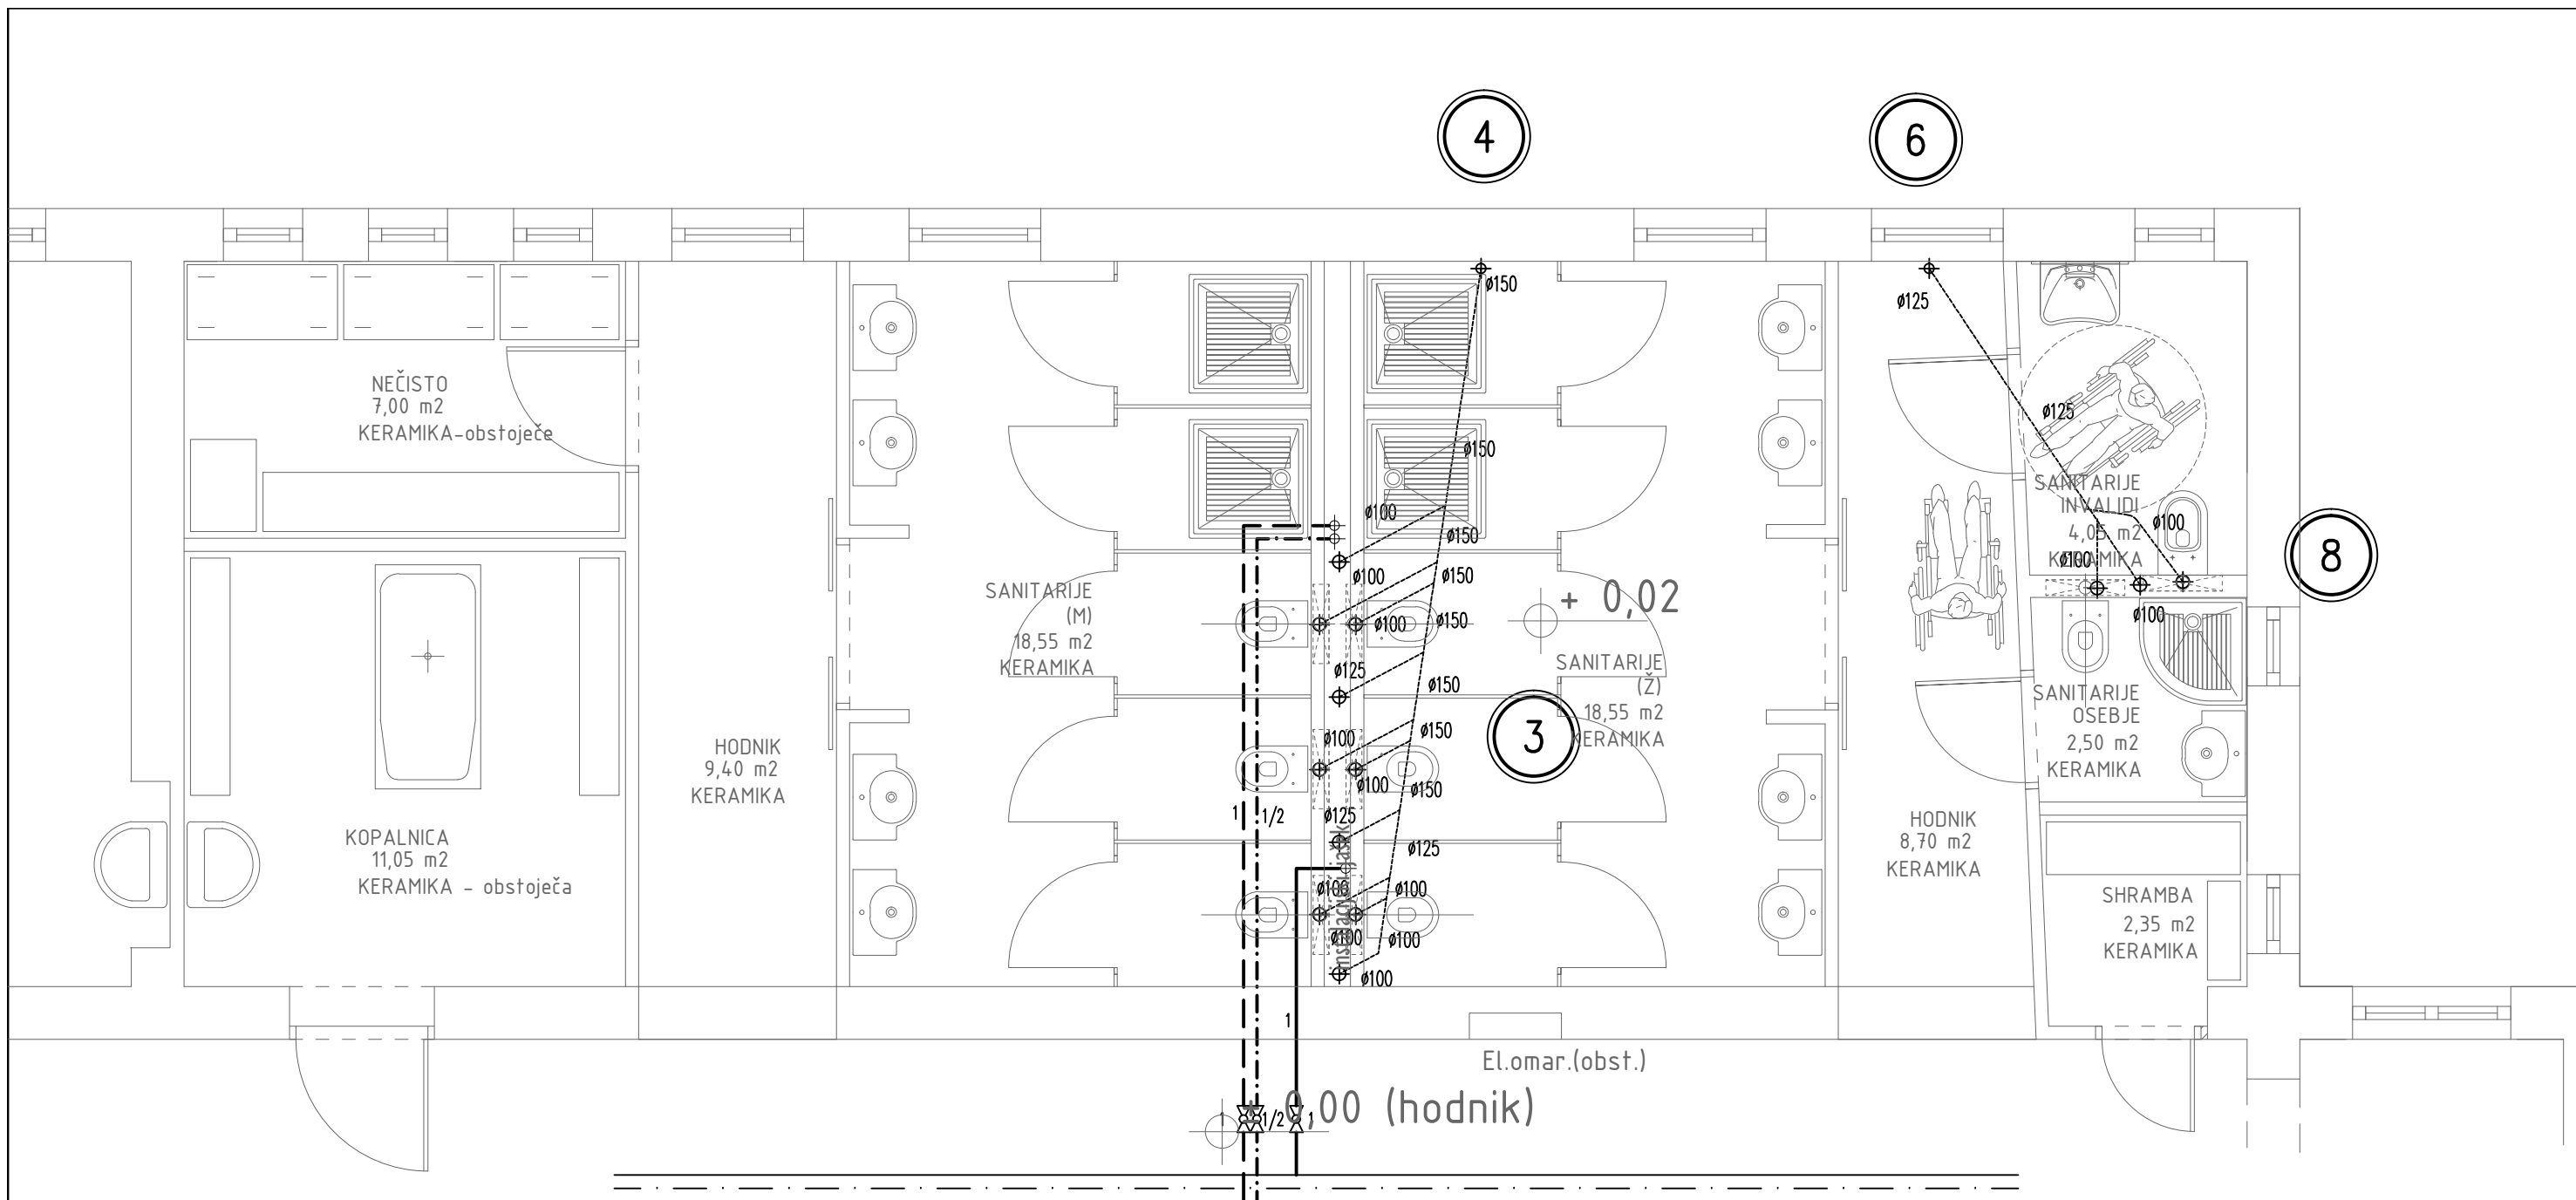 4
6
ø150
ø125
NEČISTO
7,00 m2
KERAMIKA-obstoječe
ø125
ø150
SANITARIJE
INVALIDI
4,05 m2
KERAMIKA
ø100
ø100
ø100
8
ø100
ø150
ø100
ø150
+ 0,02
ø100
ø150
SANITARIJE
(M)
18,55 m2
KERAMIKA
ø125
ø150
SANITARIJE
(Ž)
18,55 m2
KERAMIKA
3
SANITARIJE
OSEBJE
2,50 m2
KERAMIKA
ø100
ø150
HODNIK
9,40 m2
KERAMIKA
ø100
ø150
1
1/2
ø125
KOPALNICA
11,05 m2
KERAMIKA - obstoječa
ø125
HODNIK
8,70 m2
KERAMIKA
ø100
ø100
SHRAMBA
2,35 m2
KERAMIKA
ø100
ø100
ø100
1
El.omar.(obst.)
1
1/2
1
± 0,00 (hodnik)